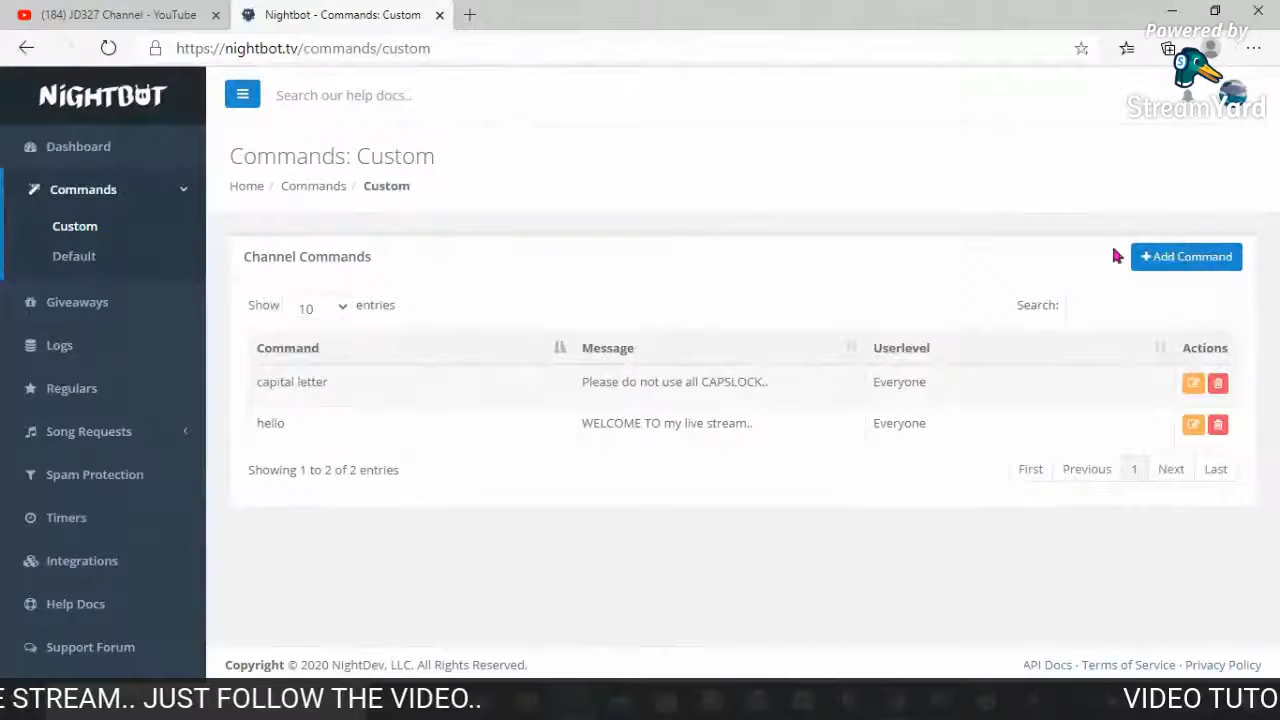 (184) JD327 Channel - YouTube
Nightbot - Commands: Custom
https://nightbot.tv/commands/custom
Powered by
StreamYard
NIGHTBOT
Search our help docs..
Dashboard
Commands
Custom
Default
Giveaways
Logs
Regulars
Song Requests
Spam Protection
Timers
Integrations
Help Docs
Support Forum
Commands: Custom
Home / Commands / Custom
Channel Commands
+ Add Command
Show 10 entries
Search:
Command Message Userlevel Actions
capital letter Please do not use all CAPSLOCK.. Everyone
hello WELCOME TO my live stream.. Everyone
Showing 1 to 2 of 2 entries
First Previous 1 Next Last
Copyright © 2020 NightDev, LLC. All Rights Reserved.
API Docs · Terms of Service · Privacy Policy
E STREAM.. JUST FOLLOW THE VIDEO.. VIDEO TUTO